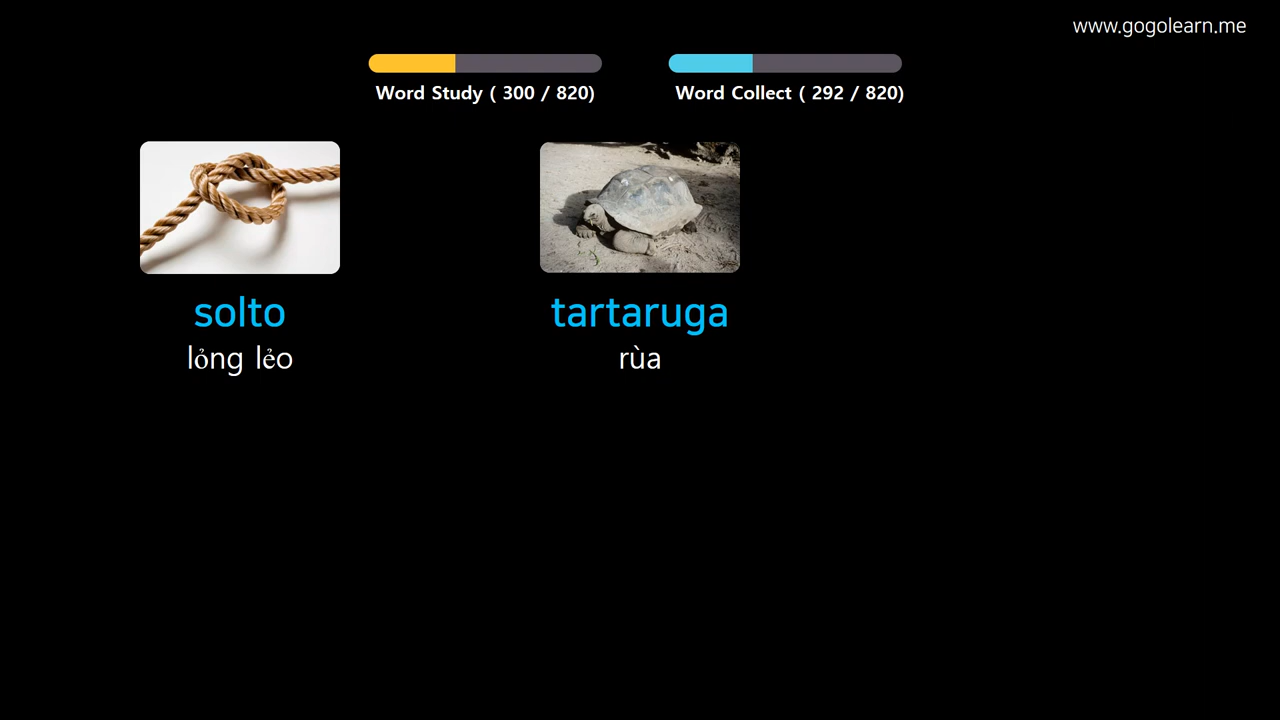 www.gogolearn.me
Word Study ( 300 / 820)
Word Collect ( 292 / 820)
solto
lỏng lẻo
tartaruga
rùa